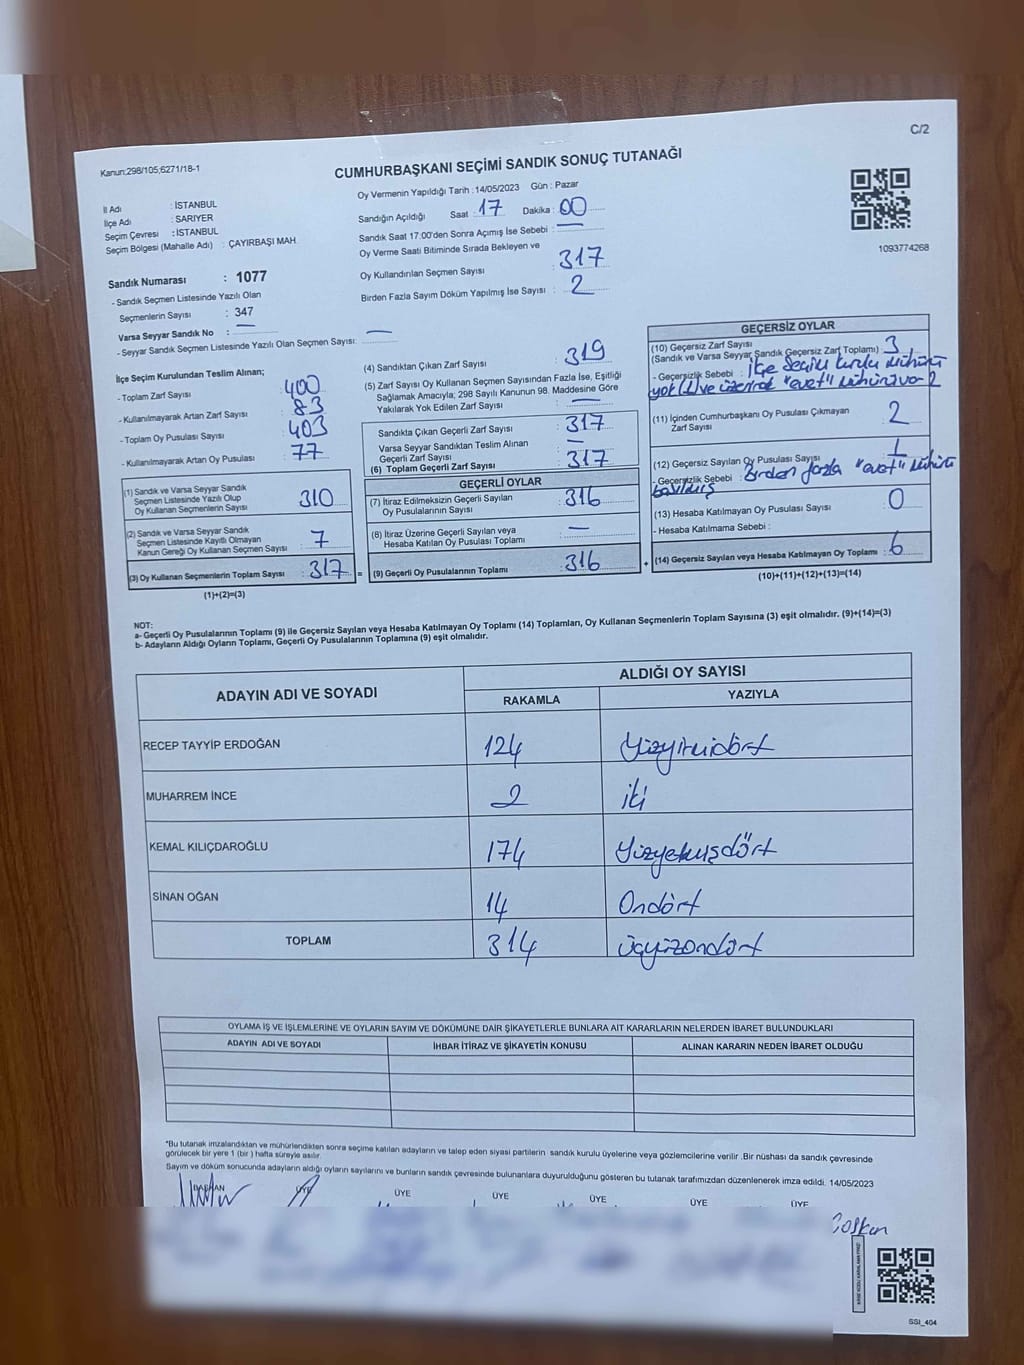 C/2
Kanun:298/105;6271/18-1
CUMHURBAŞKANI SEÇİMİ SANDIK SONUÇ TUTANAĞI
İl Adı : İSTANBUL
İlçe Adı : SARIYER
Seçim Çevresi : İSTANBUL
Seçim Bölgesi (Mahalle Adı) : ÇAYIRBAŞI MAH.
Oy Vermenin Yapıldığı Tarih : 14/05/2023 Gün : Pazar
Sandığın Açıldığı Saat : 17 Dakika : 00
Sandık Saat 17:00'den Sonra Açılmış İse Sebebi : —
Oy Verme Saati Bitiminde Sırada Bekleyen ve
Oy Kullandırılan Seçmen Sayısı : 317
Birden Fazla Sayım Döküm Yapılmış İse Sayısı : 2
1093774268
Sandık Numarası : 1077
- Sandık Seçmen Listesinde Yazılı Olan
Seçmenlerin Sayısı : 347
Varsa Seyyar Sandık No : —
- Seyyar Sandık Seçmen Listesinde Yazılı Olan Seçmen Sayısı: —
İlçe Seçim Kurulundan Teslim Alınan;
- Toplam Zarf Sayısı : 400
- Kullanılmayarak Artan Zarf Sayısı : 83
- Toplam Oy Pusulası Sayısı : 403
- Kullanılmayarak Artan Oy Pusulası : 77
(1) Sandık ve Varsa Seyyar Sandık
Seçmen Listesinde Yazılı Olup
Oy Kullanan Seçmenlerin Sayısı : 310
(2) Sandık ve Varsa Seyyar Sandık
Seçmen Listesinde Kayıtlı Olmayan
Kanun Gereği Oy Kullanan Seçmen Sayısı : 7
(3) Oy Kullanan Seçmenlerin Toplam Sayısı : 317 =
(1)+(2)=(3)
(4) Sandıktan Çıkan Zarf Sayısı : 319
(5) Zarf Sayısı Oy Kullanan Seçmen Sayısından Fazla İse, Eşitliği
Sağlamak Amacıyla; 298 Sayılı Kanunun 98. Maddesine Göre
Yakılarak Yok Edilen Zarf Sayısı : —
Sandıkta Çıkan Geçerli Zarf Sayısı : 317
Varsa Seyyar Sandıktan Teslim Alınan
Geçerli Zarf Sayısı : —
(6) Toplam Geçerli Zarf Sayısı : 317
GEÇERLİ OYLAR
(7) İtiraz Edilmeksizin Geçerli Sayılan
Oy Pusulalarının Sayısı : 316
(8) İtiraz Üzerine Geçerli Sayılan veya
Hesaba Katılan Oy Pusulası Toplamı : —
(9) Geçerli Oy Pusulalarının Toplamı : 316 +
GEÇERSİZ OYLAR
(10) Geçersiz Zarf Sayısı
(Sandık ve Varsa Seyyar Sandık Geçersiz Zarf Toplamı) : 3
- Geçersizlik Sebebi : İlçe Seçim kurulu mühürü
yok (1) ve üzerinde "evet" mühürü var 2
(11) İçinden Cumhurbaşkanı Oy Pusulası Çıkmayan
Zarf Sayısı : 2
(12) Geçersiz Sayılan Oy Pusulası Sayısı : 1
- Geçersizlik Sebebi : Birden fazla "evet" mühürü
basılmış
(13) Hesaba Katılmayan Oy Pusulası Sayısı : 0
- Hesaba Katılmama Sebebi :
(14) Geçersiz Sayılan veya Hesaba Katılmayan Oy Toplamı : 6
(10)+(11)+(12)+(13)=(14)
NOT:
a- Geçerli Oy Pusulalarının Toplamı (9) ile Geçersiz Sayılan veya Hesaba Katılmayan Oy Toplamı (14) Toplamları, Oy Kullanan Seçmenlerin Toplam Sayısına (3) eşit olmalıdır. (9)+(14)=(3)
b- Adayların Aldığı Oyların Toplamı, Geçerli Oy Pusulalarının Toplamına (9) eşit olmalıdır.
ADAYIN ADI VE SOYADI
ALDIĞI OY SAYISI
RAKAMLA YAZIYLA
RECEP TAYYİP ERDOĞAN 124 Yüzyirmidört
MUHARREM İNCE 2 iki
KEMAL KILIÇDAROĞLU 174 Yüzyetmişdört
SİNAN OĞAN 14 Ondört
TOPLAM 314 üçyüzondört
OYLAMA İŞ VE İŞLEMLERİNE VE OYLARIN SAYIM VE DÖKÜMÜNE DAİR ŞİKAYETLERLE BUNLARA AİT KARARLARIN NELERDEN İBARET BULUNDUKLARI
ADAYIN ADI VE SOYADI İHBAR İTİRAZ VE ŞİKAYETİN KONUSU ALINAN KARARIN NEDEN İBARET OLDUĞU
*Bu tutanak imzalandıktan ve mühürlendikten sonra seçime katılan adayların ve talep eden siyasi partilerin sandık kurulu üyelerine veya gözlemcilerine verilir .Bir nüshası da sandık çevresinde
görülecek bir yere 1 (bir ) hafta süreyle asılır.
Sayım ve döküm sonucunda adayların aldığı oyların sayılarını ve bunların sandık çevresinde bulunanlara duyurulduğunu gösteren bu tutanak tarafımızdan düzenlenerek imza edildi. 14/05/2023
BAŞKAN ÜYE ÜYE ÜYE ÜYE ÜYE ÜYE
Coşkun
SSI_404